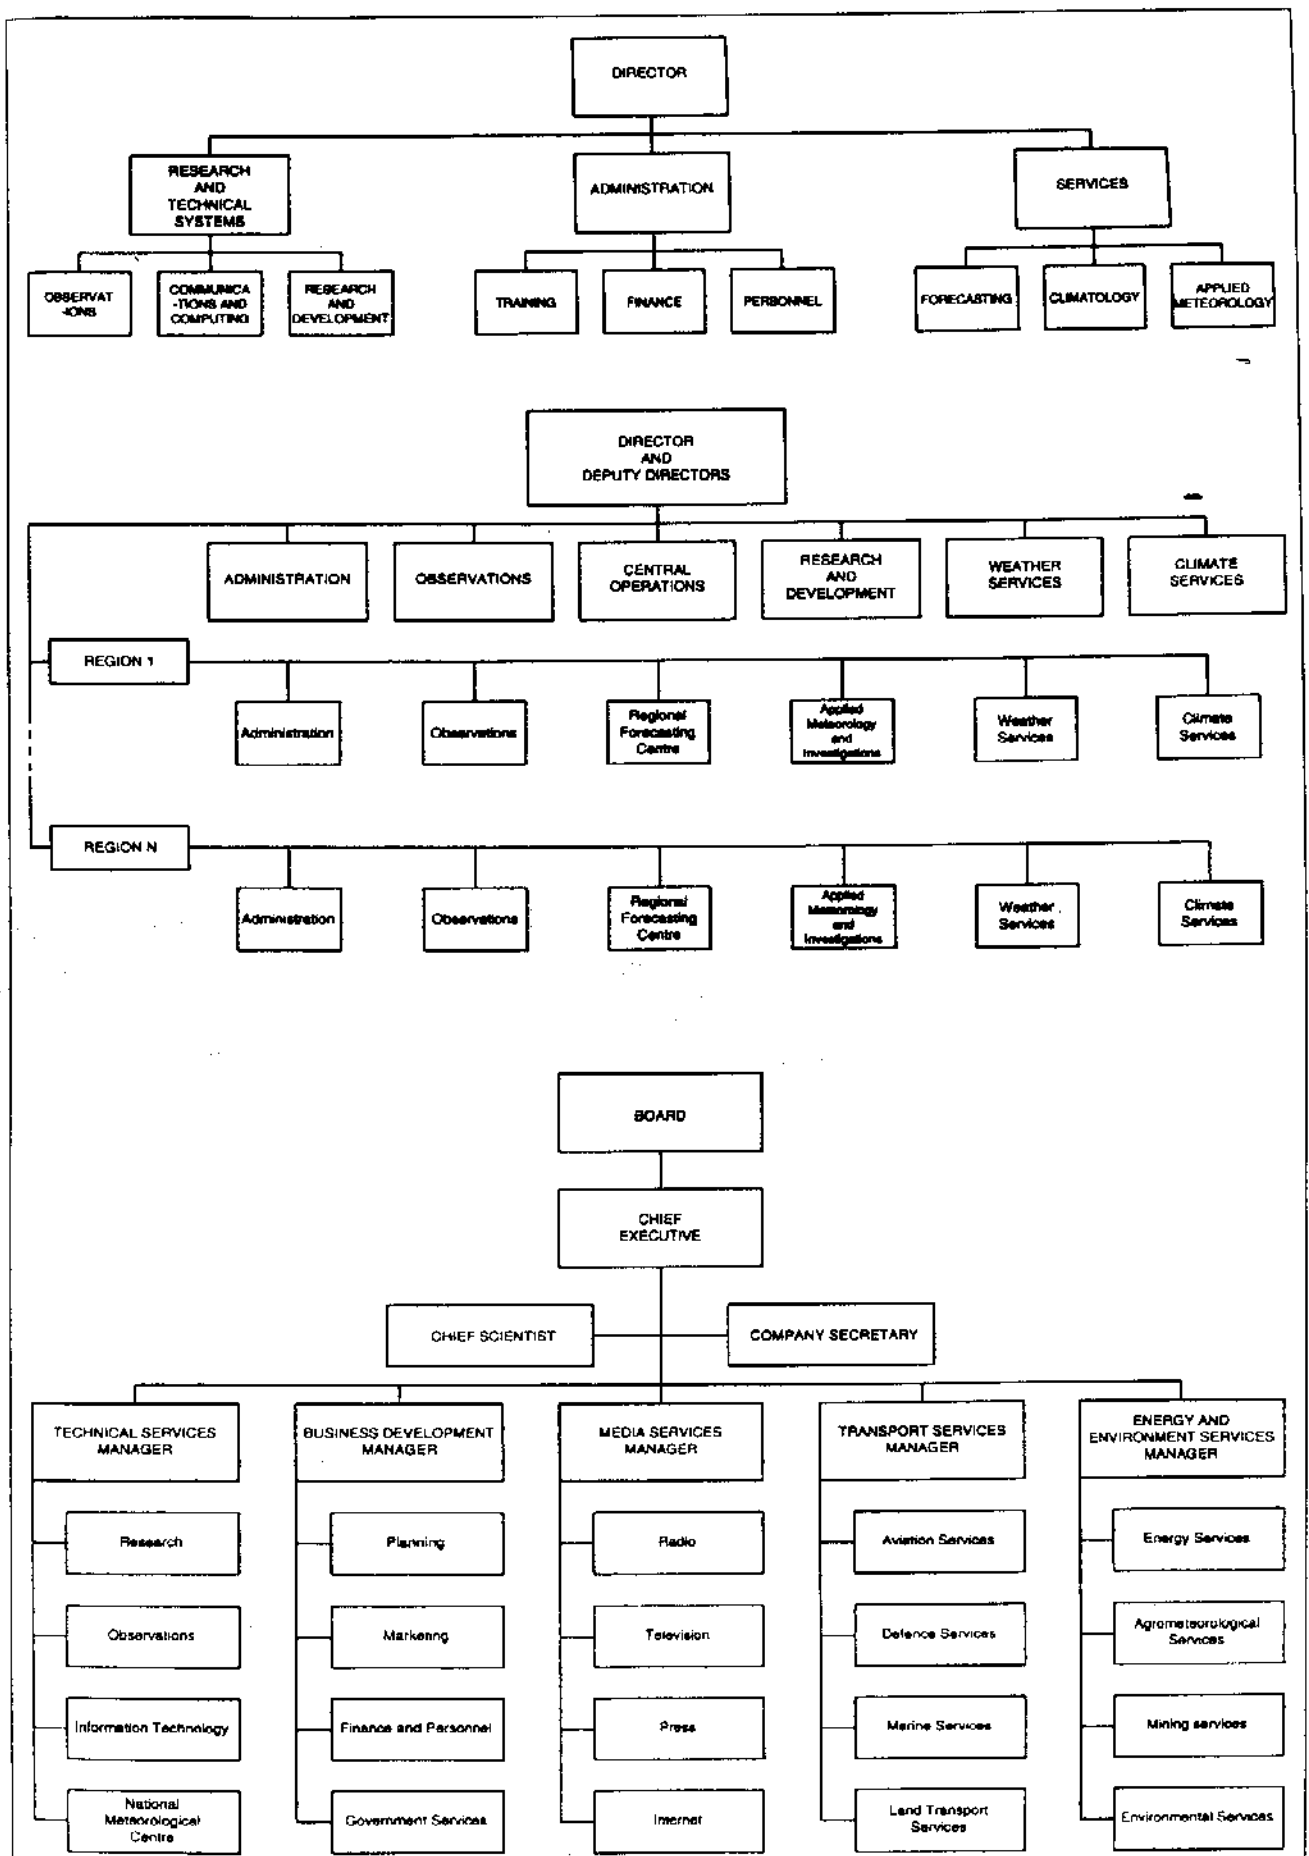 DIRECTOR
RESEARCH
AND
TECHNICAL
SYSTEMS
ADMINISTRATION
SERVICES
OBSERVAT
-IONS
COMMUNICA
-TIONS AND
COMPUTING
RESEARCH
AND
DEVELOPMENT
TRAINING
FINANCE
PERSONNEL
FORECASTING
CLIMATOLOGY
APPLIED
METEOROLOGY
DIRECTOR
AND
DEPUTY DIRECTORS
ADMINISTRATION
OBSERVATIONS
CENTRAL
OPERATIONS
RESEARCH
AND
DEVELOPMENT
WEATHER
SERVICES
CLIMATE
SERVICES
REGION 1
Administration
Observations
Regional
Forecasting
Centre
Applied
Meteorology
and
Investigations
Weather
Services
Climate
Services
REGION N
Administration
Observations
Regional
Forecasting
Centre
Applied
Meteorology
and
Investigations
Weather
Services
Climate
Services
BOARD
CHIEF
EXECUTIVE
CHIEF SCIENTIST
COMPANY SECRETARY
TECHNICAL SERVICES
MANAGER
BUSINESS DEVELOPMENT
MANAGER
MEDIA SERVICES
MANAGER
TRANSPORT SERVICES
MANAGER
ENERGY AND
ENVIRONMENT SERVICES
MANAGER
Research
Planning
Radio
Aviation Services
Energy Services
Observations
Marketing
Television
Defence Services
Agrometeorological
Services
Information Technology
Finance and Personnel
Press
Marine Services
Mining services
National
Meteorological
Centre
Government Services
Internet
Land Transport
Services
Environmental Services